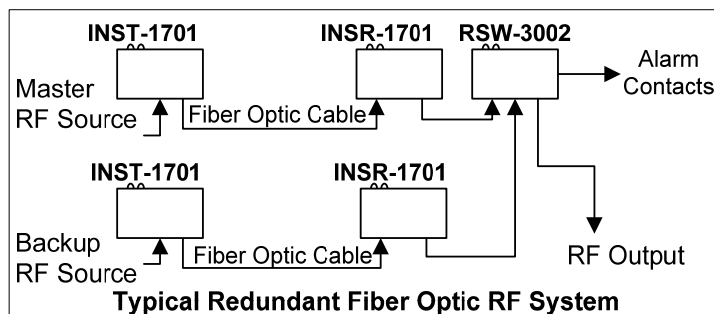 INST-1701
INSR-1701
RSW-3002
Alarm
Contacts
Master
RF Source
Fiber Optic Cable
INST-1701
INSR-1701
Backup
RF Source
Fiber Optic Cable
RF Output
Typical Redundant Fiber Optic RF System